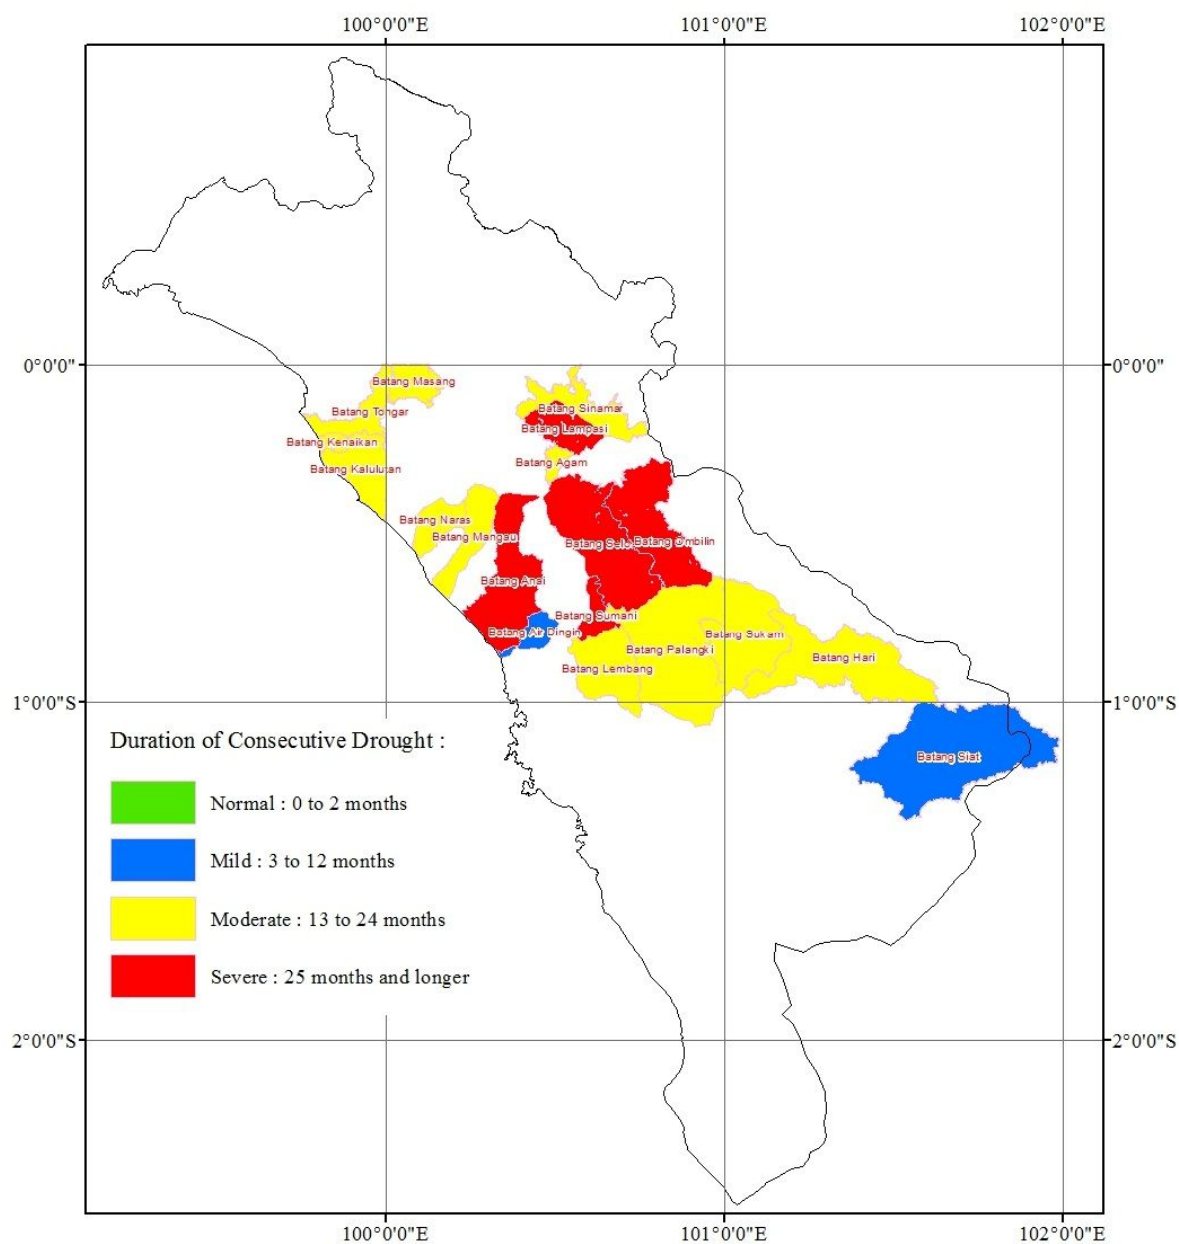 100°0'0"E
101°0'0"E
102°0'0"E
0°0'0"
0°0'0"
Batang Masang
Batang Tongar
Batang Sinamar
Batang Lampasi
Batang Kenaikan
Batang Kalulutan
Batang Agam
Batang Naras
Batang Mangau
Batang Selo
Batang Ombilin
Batang Anai
Batang Sumani
Batang Air Dingin
Batang Sukam
Batang Palangki
Batang Hari
Batang Lembang
1°0'0"S
1°0'0"S
Batang Siat
Duration of Consecutive Drought :
Normal : 0 to 2 months
Mild : 3 to 12 months
Moderate : 13 to 24 months
Severe : 25 months and longer
2°0'0"S
2°0'0"S
100°0'0"E
101°0'0"E
102°0'0"E